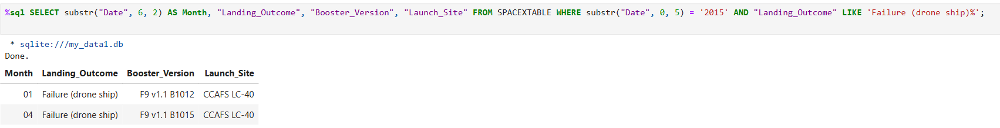 %sql SELECT substr("Date", 6, 2) AS Month, "Landing_Outcome", "Booster_Version", "Launch_Site" FROM SPACEXTABLE WHERE substr("Date", 0, 5) = '2015' AND "Landing_Outcome" LIKE 'Failure (drone ship)%';
* sqlite:///my_data1.db
Done.
Month Landing_Outcome Booster_Version Launch_Site
01 Failure (drone ship) F9 v1.1 B1012 CCAFS LC-40
04 Failure (drone ship) F9 v1.1 B1015 CCAFS LC-40